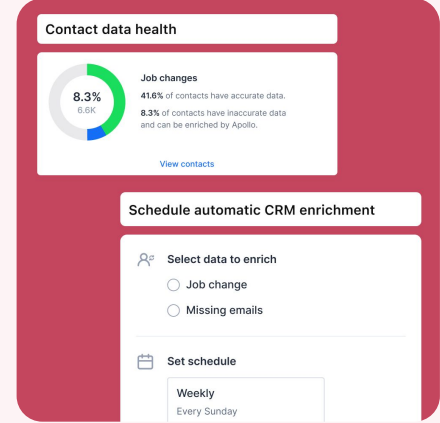 Contact data health
Job changes
8.3%
6.6K
41.6% of contacts have accurate data.
8.3% of contacts have inaccurate data
and can be enriched by Apollo.
View contacts
Schedule automatic CRM enrichment
Select data to enrich
Job change
Missing emails
Set schedule
Weekly
Every Sunday